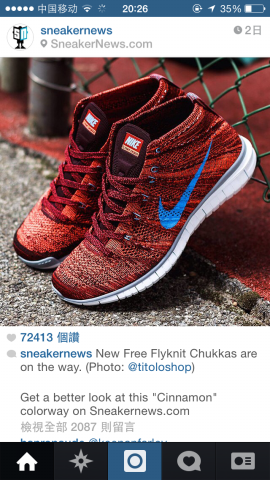 中国移动 20:26 35%
sneakernews
SneakerNews.com
2日
NIKE
NIKE
72413 個讚
sneakernews New Free Flyknit Chukkas are
on the way. (Photo: @titoloshop)
Get a better look at this "Cinnamon"
colorway on Sneakernews.com
檢視全部 2087 則留言